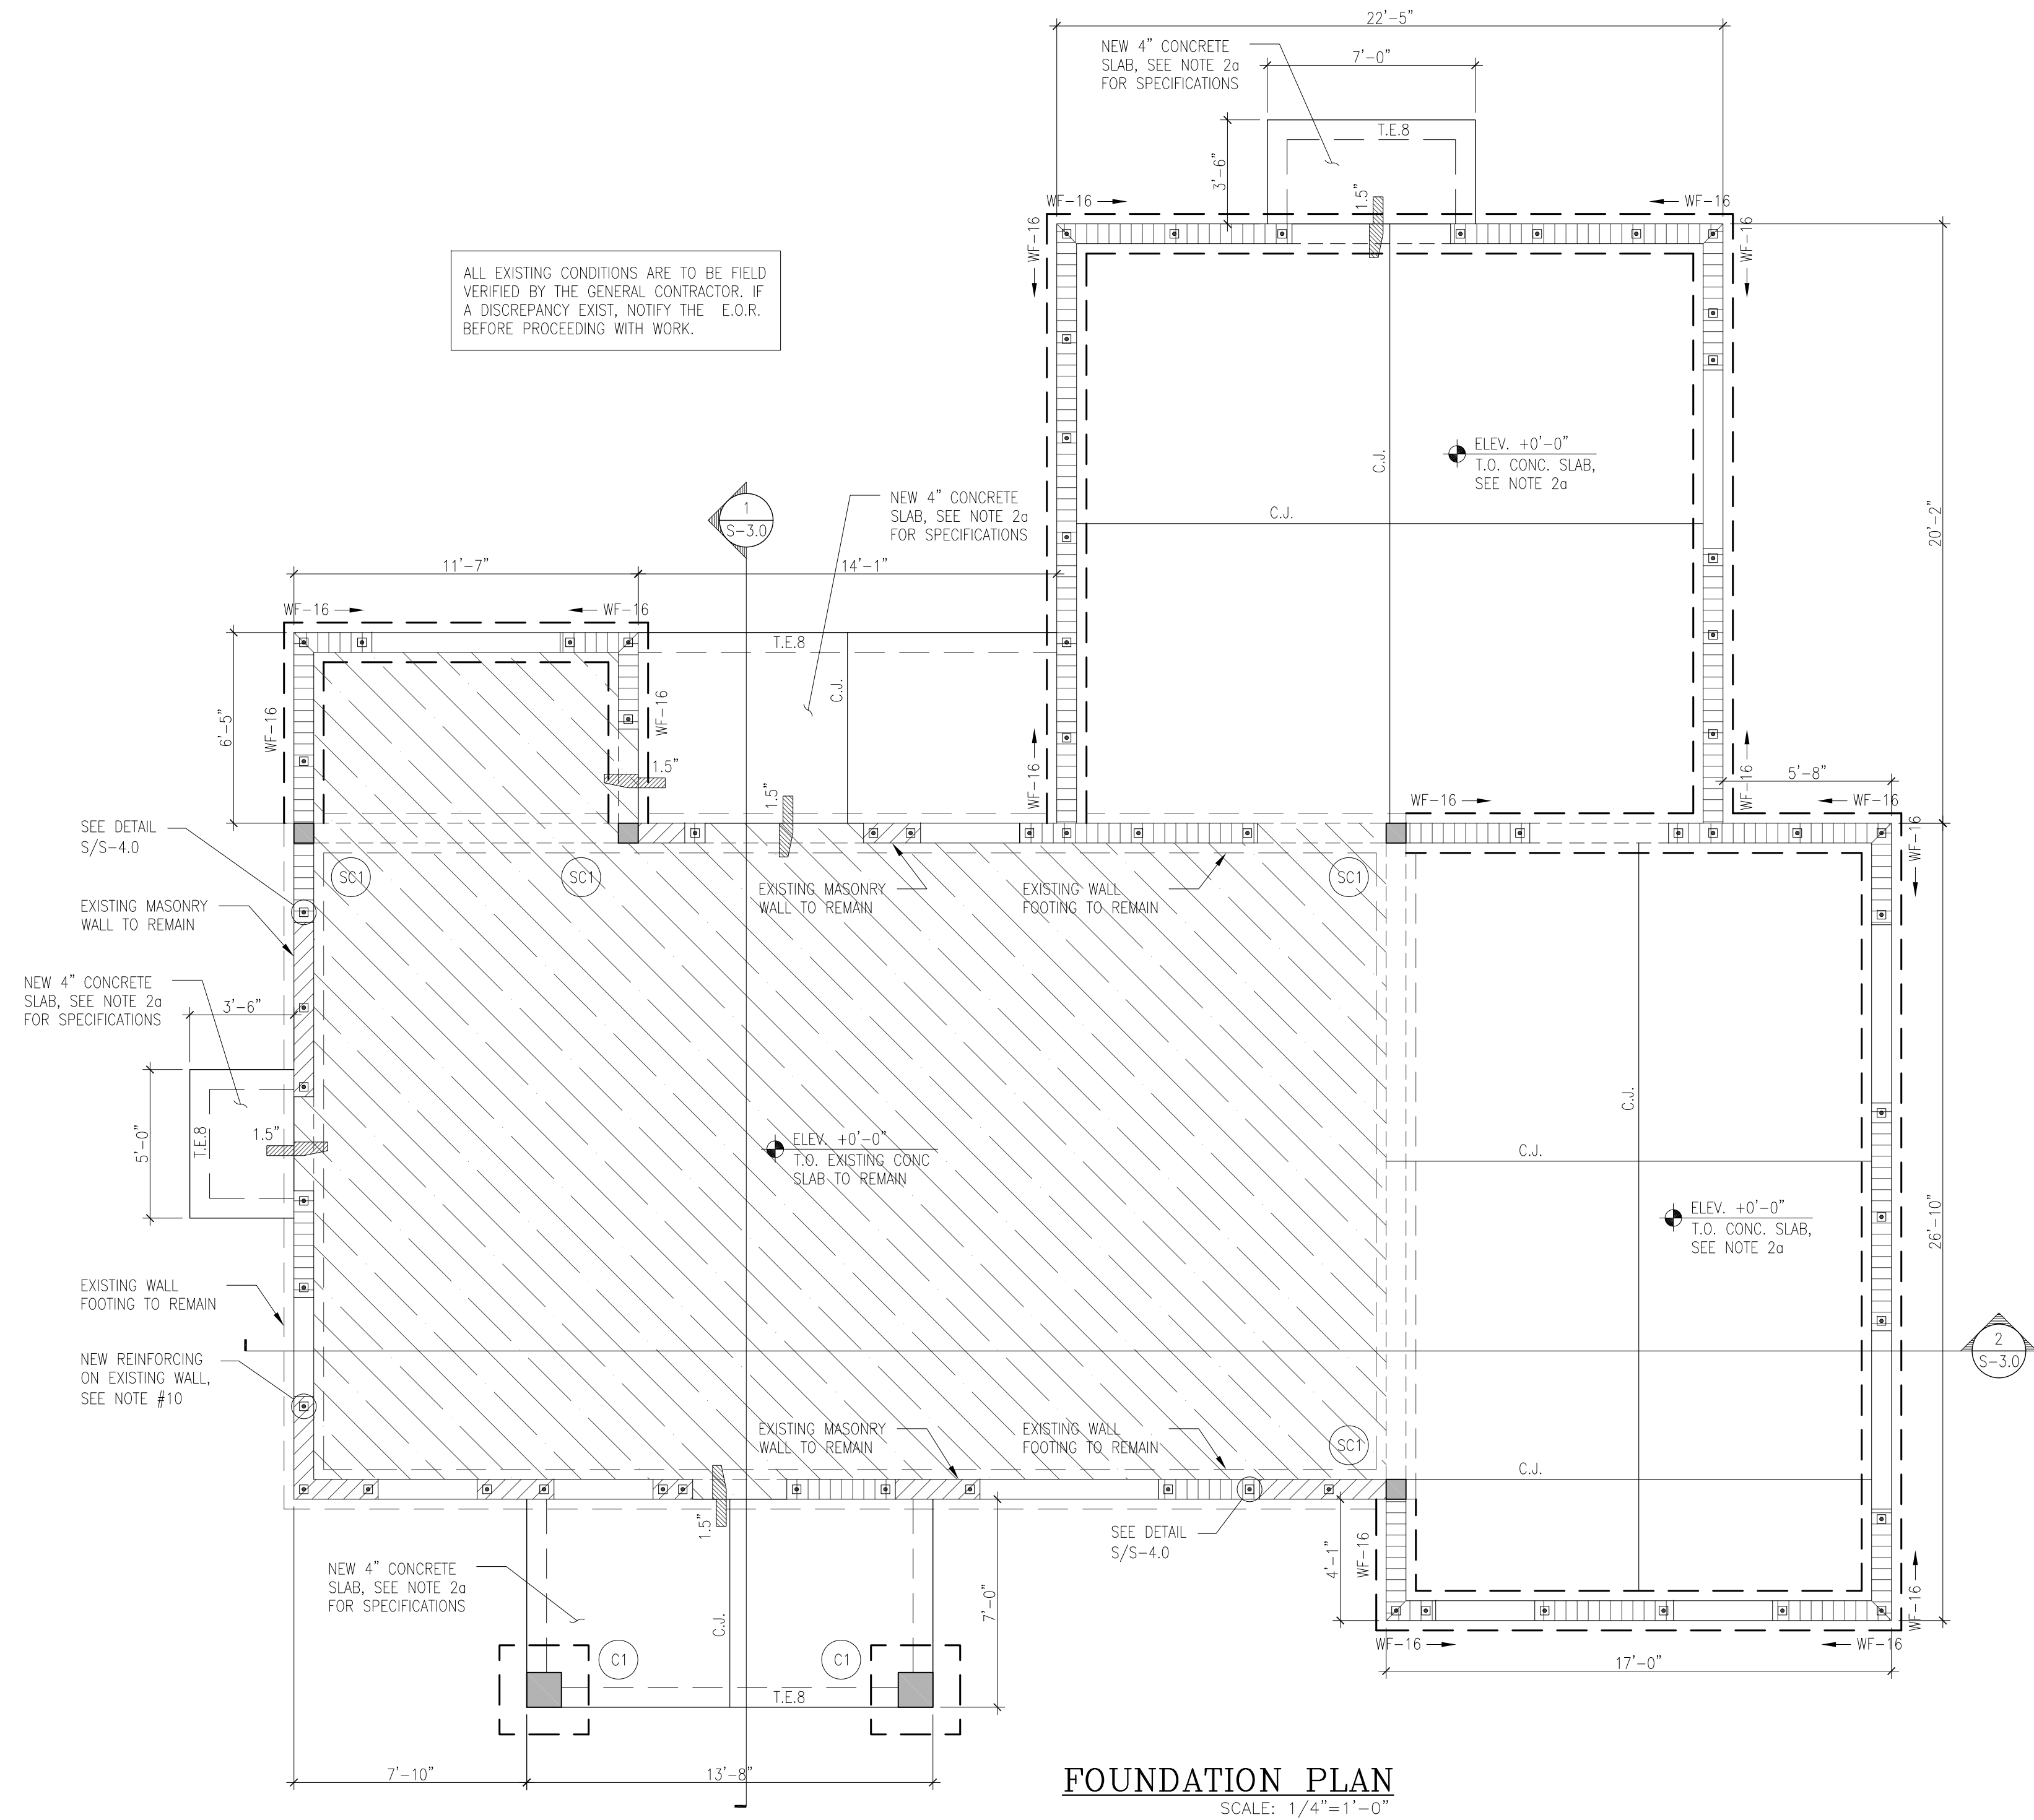 22'-5"
NEW 4" CONCRETE
SLAB, SEE NOTE 2a
FOR SPECIFICATIONS
7'-0"
T.E.8
3'-6"
1.5"
WF-16
WF-16
WF-16
WF-16
ALL EXISTING CONDITIONS ARE TO BE FIELD
VERIFIED BY THE GENERAL CONTRACTOR. IF
A DISCREPANCY EXIST, NOTIFY THE E.O.R.
BEFORE PROCEEDING WITH WORK.
ELEV. +0'-0"
T.O. CONC. SLAB,
SEE NOTE 2a
C.J.
C.J.
20'-2"
1
S-3.0
NEW 4" CONCRETE
SLAB, SEE NOTE 2a
FOR SPECIFICATIONS
11'-7"
14'-1"
WF-16
WF-16
T.E.8
C.J.
6'-5"
WF-16
WF-16
1.5"
1.5"
WF-16
WF-16
5'-8"
WF-16
WF-16
WF-16
SEE DETAIL
S/S-4.0
SC1
SC1
SC1
EXISTING MASONRY
WALL TO REMAIN
EXISTING WALL
FOOTING TO REMAIN
EXISTING MASONRY
WALL TO REMAIN
NEW 4" CONCRETE
SLAB, SEE NOTE 2a
FOR SPECIFICATIONS
3'-6"
5'-0"
T.E.8
1.5"
ELEV. +0'-0"
T.O. EXISTING CONC
SLAB TO REMAIN
C.J.
C.J.
ELEV. +0'-0"
T.O. CONC. SLAB,
SEE NOTE 2a
26'-10"
EXISTING WALL
FOOTING TO REMAIN
2
S-3.0
NEW REINFORCING
ON EXISTING WALL,
SEE NOTE #10
EXISTING MASONRY
WALL TO REMAIN
EXISTING WALL
FOOTING TO REMAIN
SC1
C.J.
1.5"
SEE DETAIL
S/S-4.0
4'-1"
WF-16
NEW 4" CONCRETE
SLAB, SEE NOTE 2a
FOR SPECIFICATIONS
C.J.
7'-0"
WF-16
WF-16
WF-16
C1
C1
T.E.8
17'-0"
7'-10"
13'-8"
FOUNDATION PLAN
SCALE: 1/4"=1'-0"